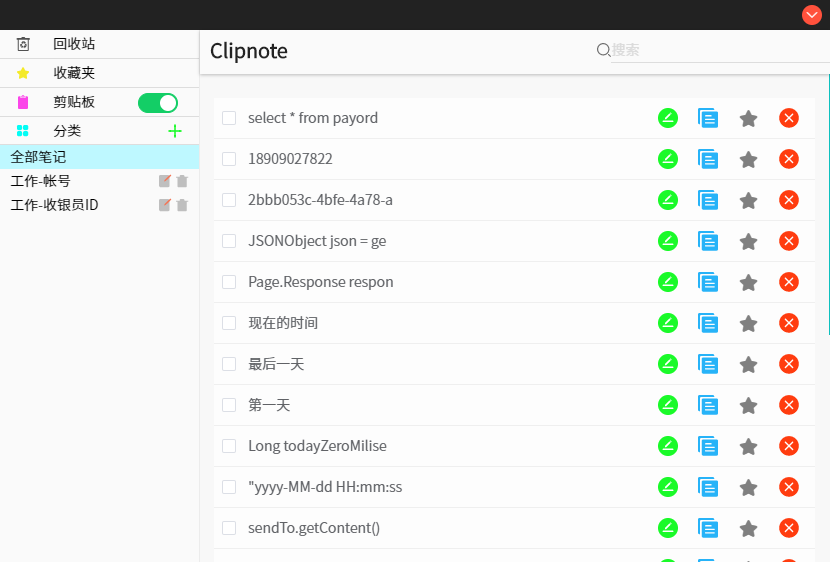 回收站
收藏夹
剪贴板
分类
全部笔记
工作-帐号
工作-收银员ID
Clipnote
搜索
select * from payord
18909027822
2bbb053c-4bfe-4a78-a
JSONObject json = ge
Page.Response respon
现在的时间
最后一天
第一天
Long todayZeroMilise
"yyyy-MM-dd HH:mm:ss
sendTo.getContent()